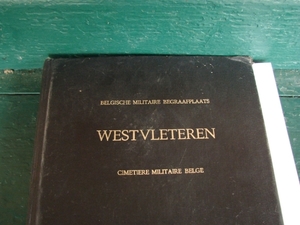 BELGISCHE MILITAIRE BEGRAAFPLAATS
WESTVLETEREN
CIMETIERE MILITAIRE BELGE